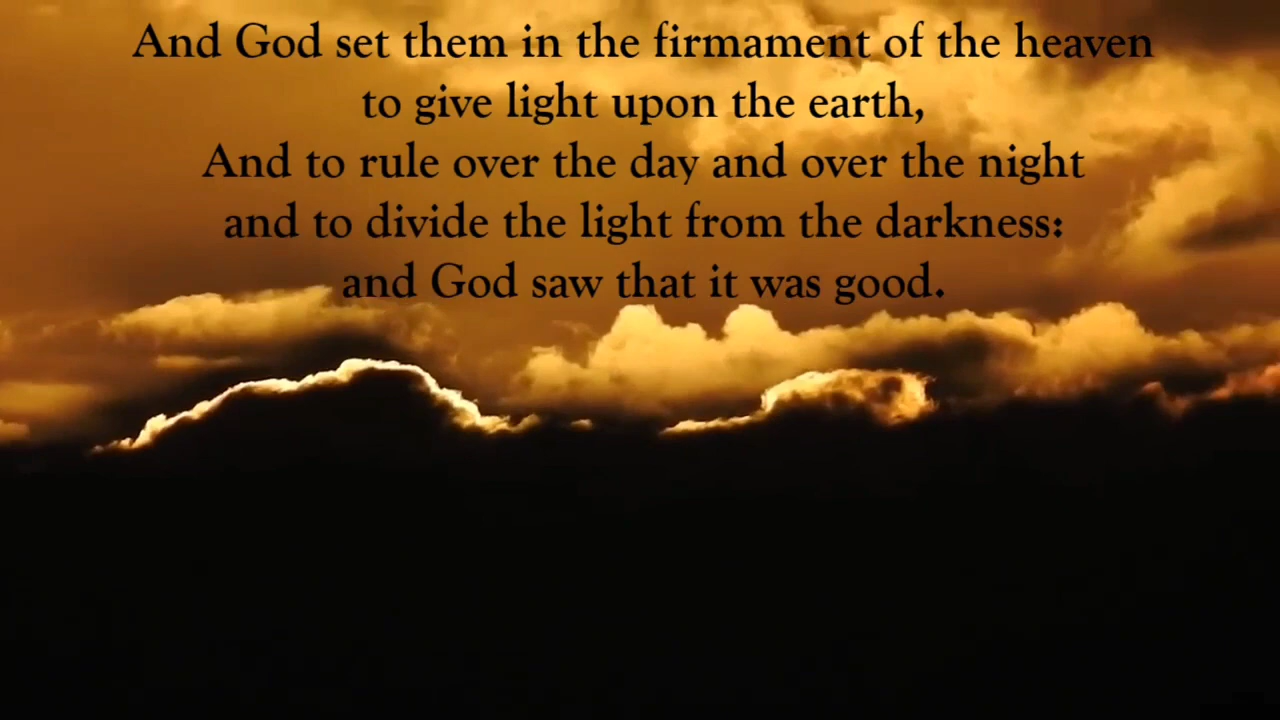 And God set them in the firmament of the heaven
to give light upon the earth,
And to rule over the day and over the night
and to divide the light from the darkness:
and God saw that it was good.